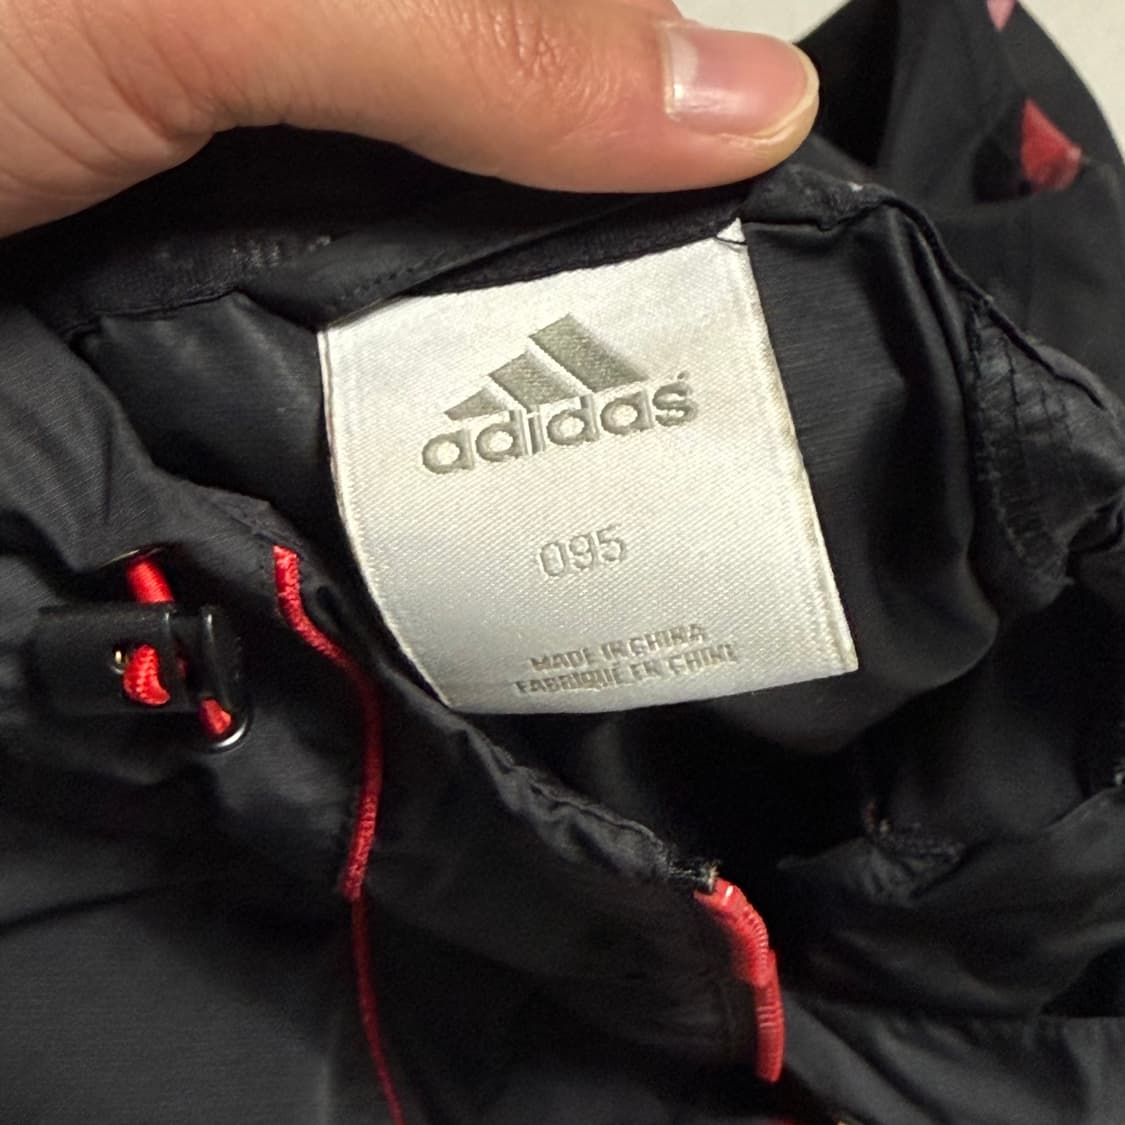 adidas
095
MADE IN CHINA
FABRIQUÉ EN CHINE